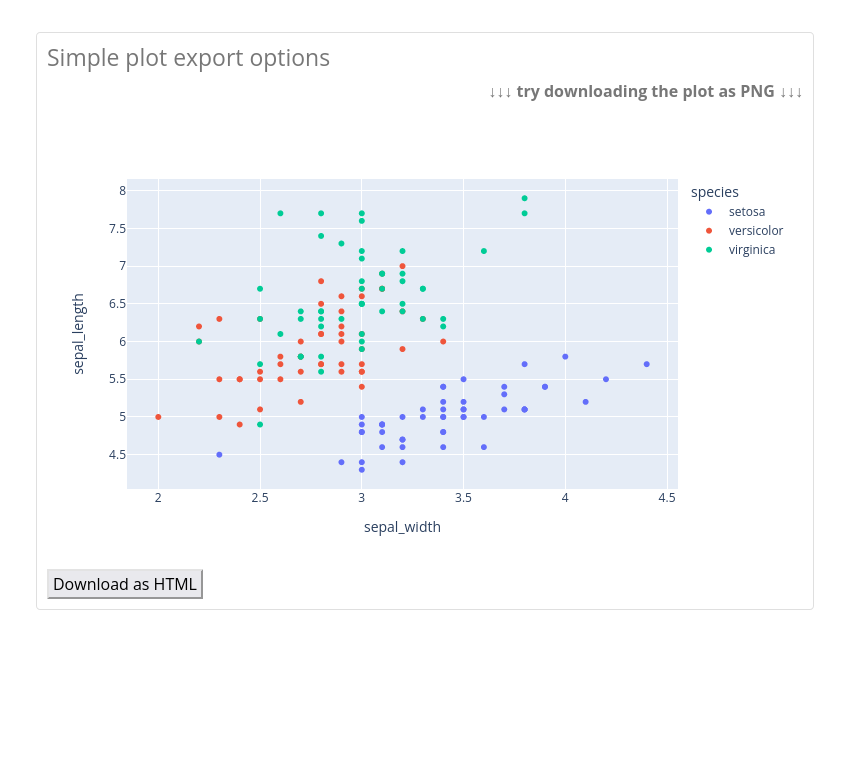 Simple plot export options
↓↓↓ try downloading the plot as PNG ↓↓↓
species
setosa
versicolor
virginica
8
7.5
7
6.5
6
5.5
5
4.5
sepal_length
2 2.5 3 3.5 4 4.5
sepal_width
Download as HTML